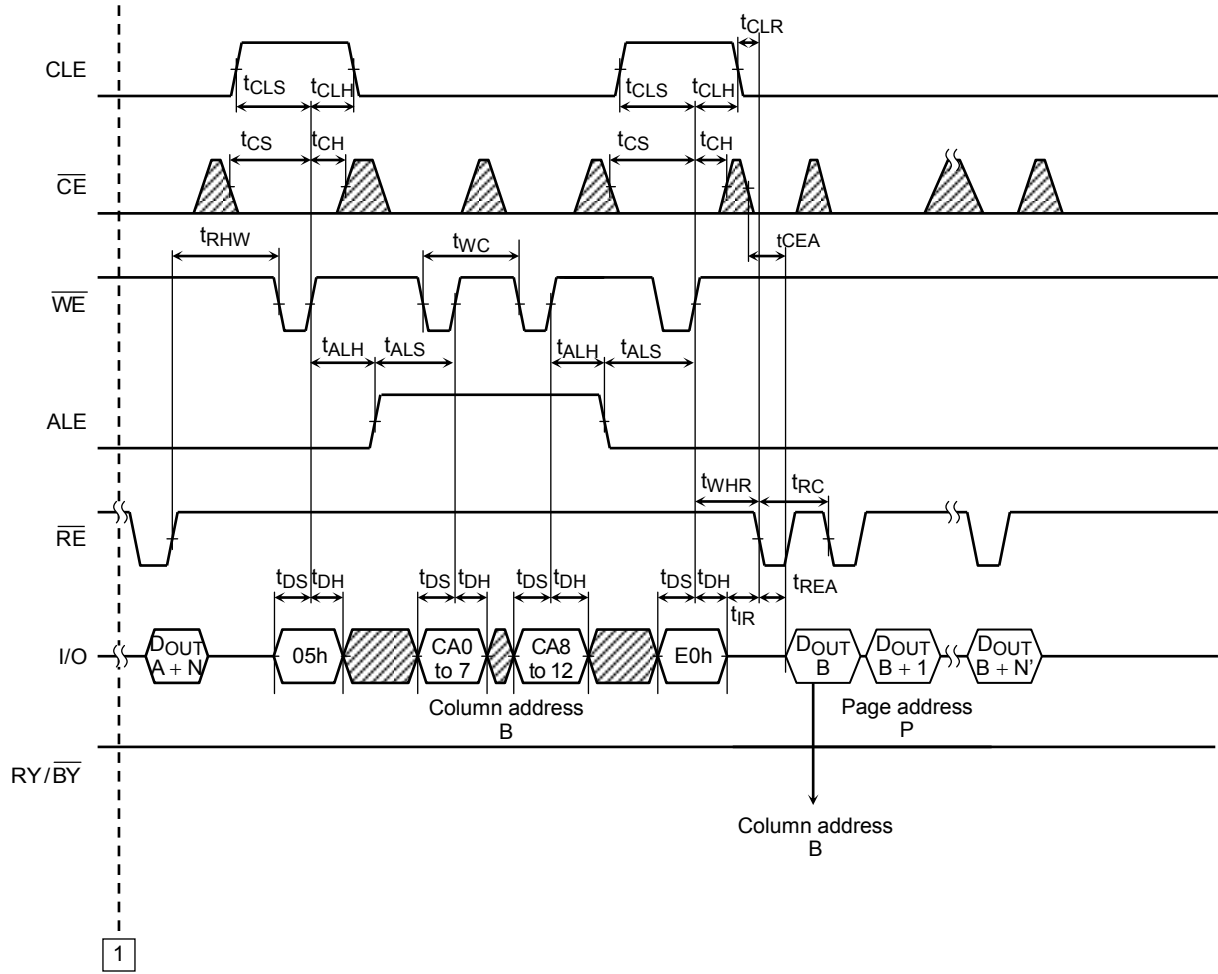 tCLR
CLE
tCLS tCLH tCLS tCLH
tCS tCH tCS tCH
CE
tRHW tWC tCEA
WE
tALH tALS tALH tALS
ALE
tWHR tRC
RE
tDS tDH tDS tDH tDS tDH tDS tDH tREA
tIR
I/O
DOUT
A + N
05h
CA0
to 7
CA8
to 12
E0h
DOUT
B
DOUT
B + 1
DOUT
B + N'
Column address
B
Page address
P
RY/BY
Column address
B
1